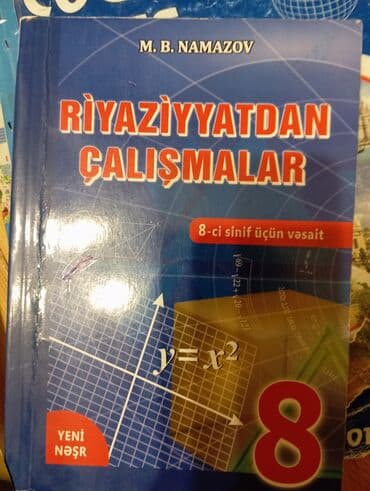 M. B. NAMAZOV
RİYAZİYYATDAN
ÇALIŞMALAR
8-ci sinif üçün vəsait
y = x²
8
YENİ
NƏŞR